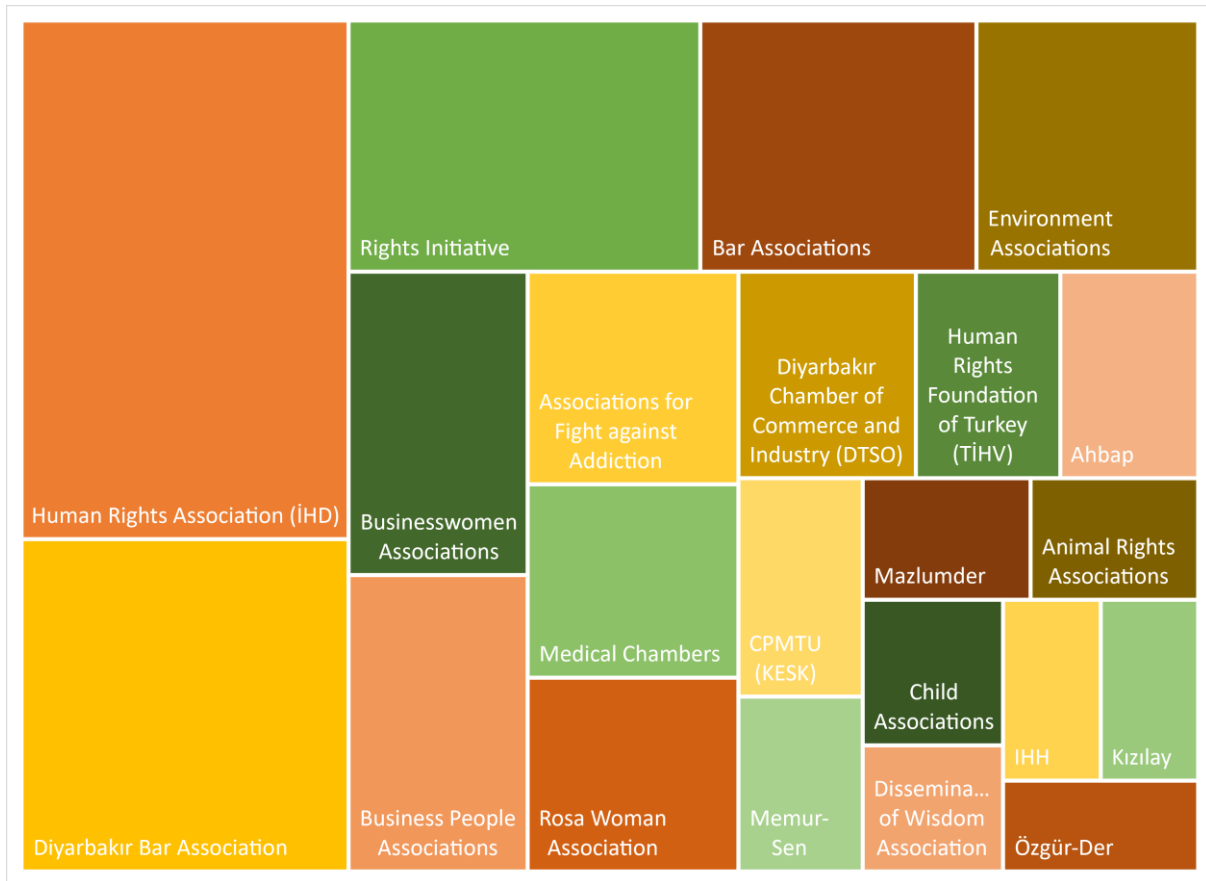 Human Rights Association (İHD)
Diyarbakır Bar Association
Rights Initiative
Bar Associations
Environment
Associations
Businesswomen
Associations
Business People
Associations
Associations for
Fight against
Addiction
Medical Chambers
Rosa Woman
Association
Diyarbakır
Chamber of
Commerce and
Industry (DTSO)
Human
Rights
Foundation
of Turkey
(TİHV)
Ahbap
CPMTU
(KESK)
Memur-
Sen
Mazlumder
Animal Rights
Associations
Child
Associations
Dissemina...
of Wisdom
Association
IHH
Kızılay
Özgür-Der